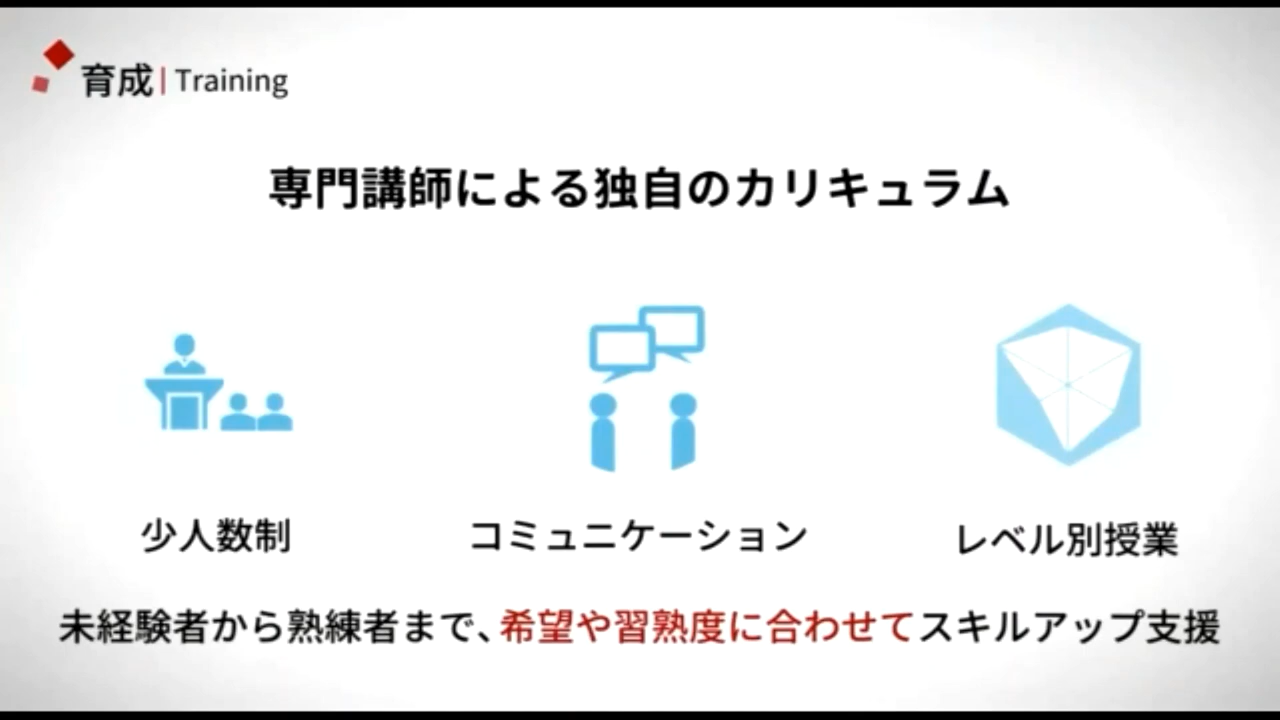 育成 | Training
専門講師による独自のカリキュラム
少人数制
コミュニケーション
レベル別授業
未経験者から熟練者まで、希望や習熟度に合わせてスキルアップ支援